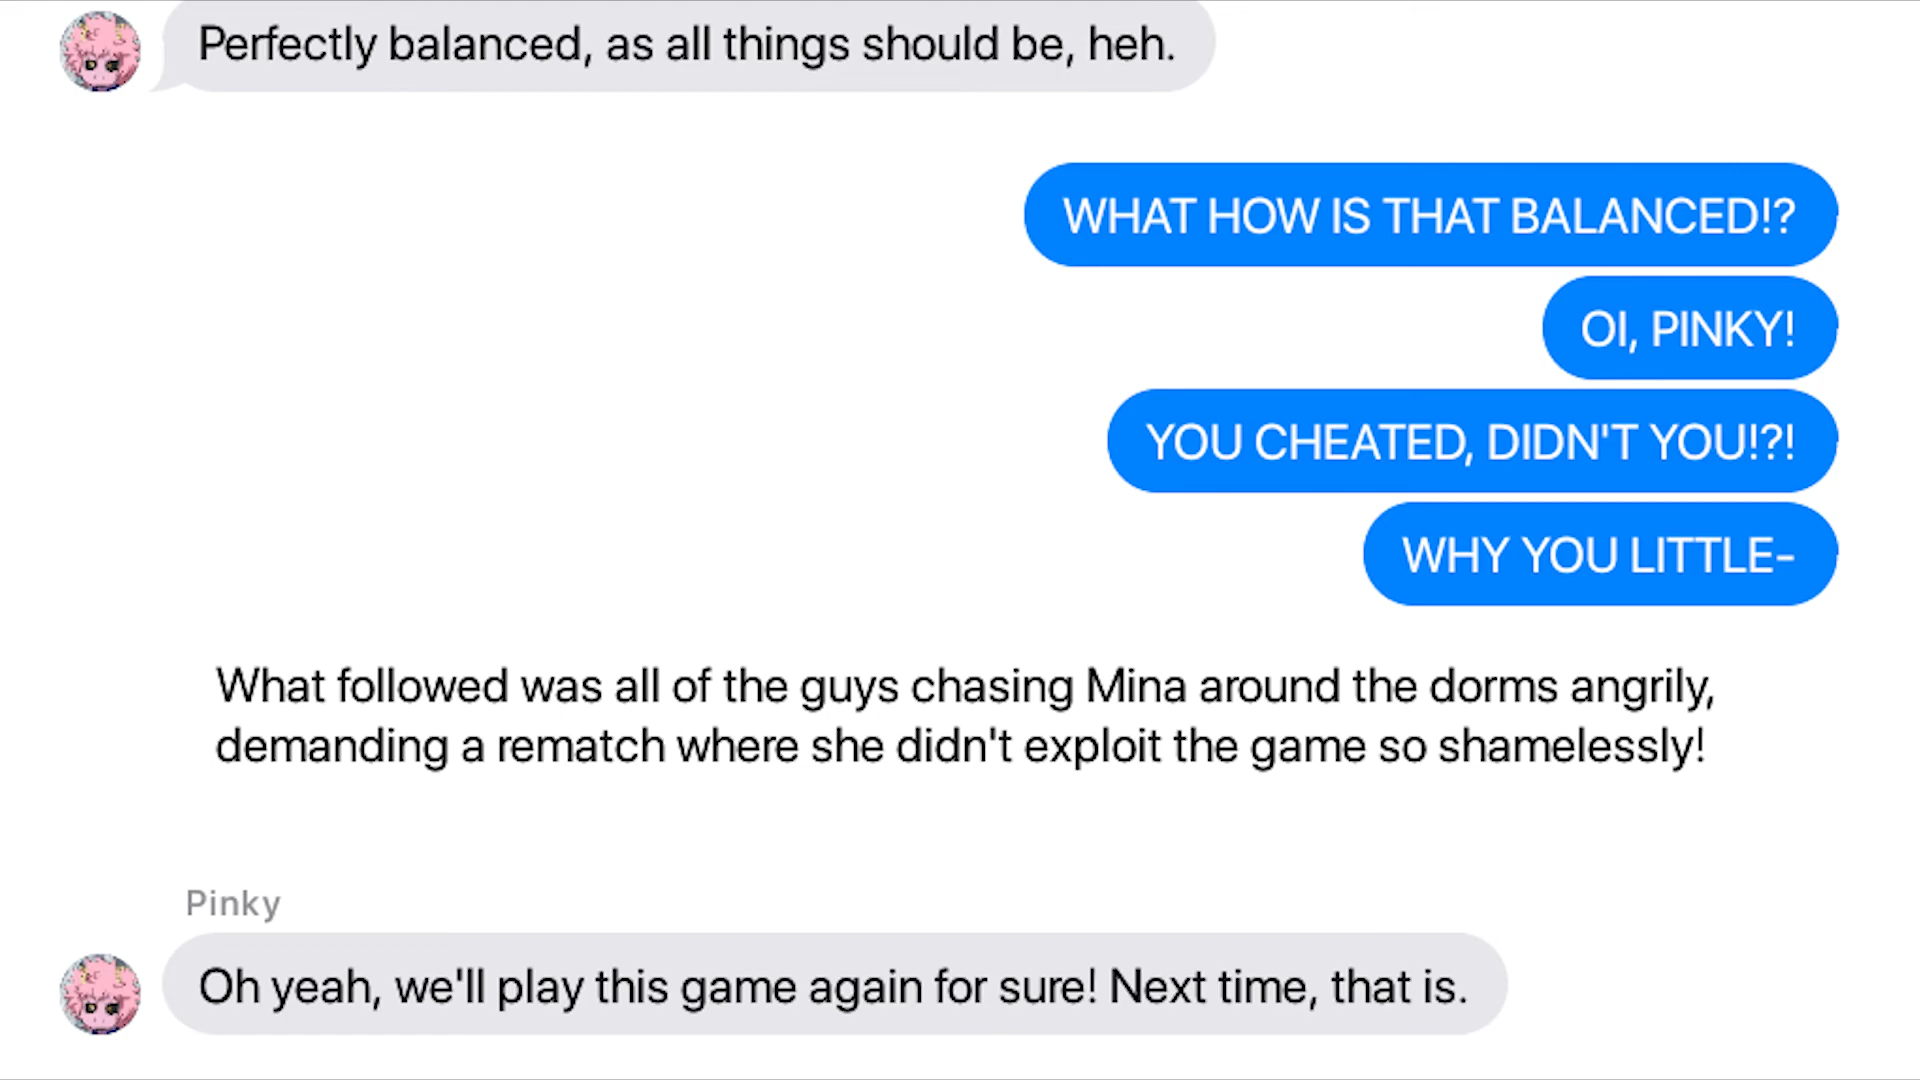 Perfectly balanced, as all things should be, heh.
WHAT HOW IS THAT BALANCED!?
OI, PINKY!
YOU CHEATED, DIDN'T YOU!?!
WHY YOU LITTLE-
What followed was all of the guys chasing Mina around the dorms angrily,
demanding a rematch where she didn't exploit the game so shamelessly!
Pinky
Oh yeah, we'll play this game again for sure! Next time, that is.